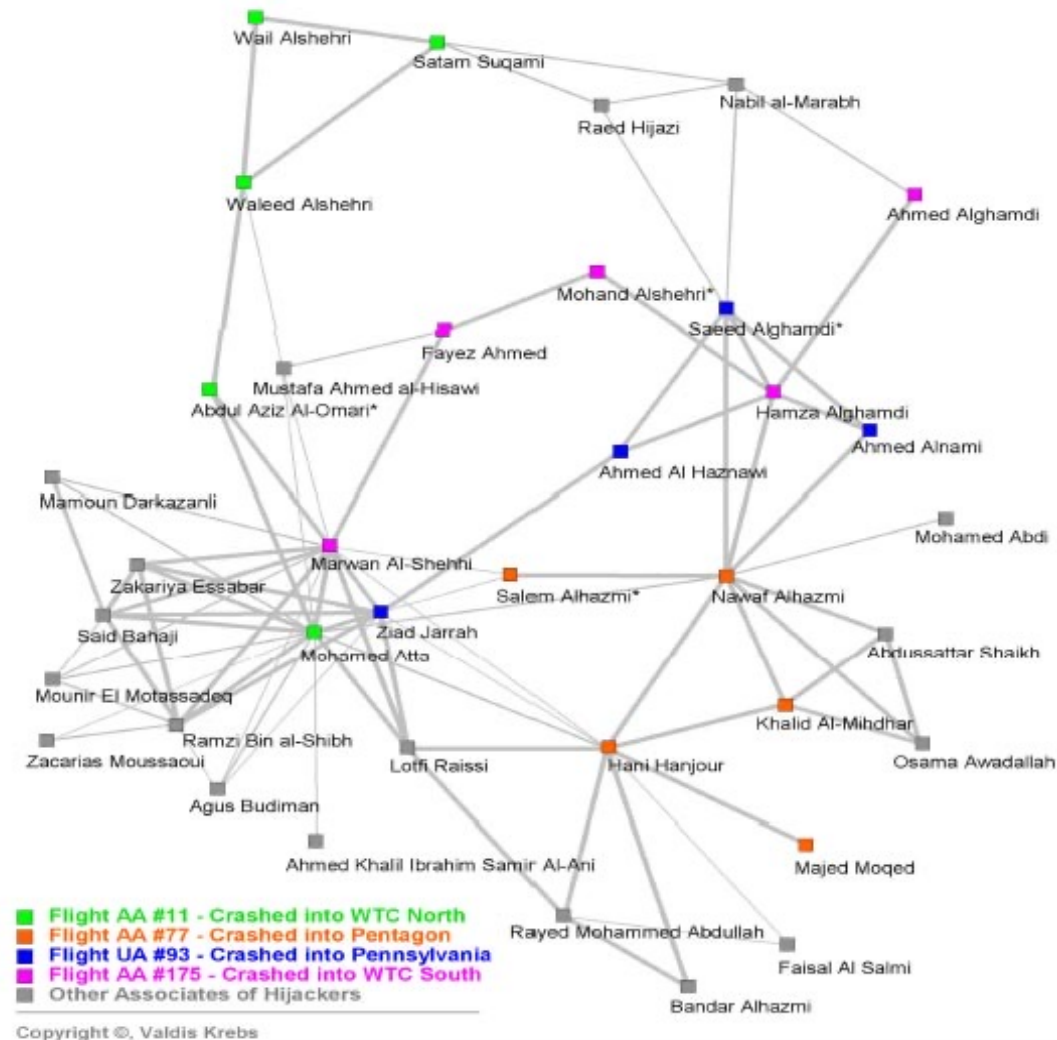 Wail Alshehri
Satam Suqami
Nabil al-Marabh
Raed Hijazi
Waleed Alshehri
Ahmed Alghamdi
Mohand Alshehri*
Saeed Alghamdi*
Fayez Ahmed
Mustafa Ahmed al-Hisawi
Abdul Aziz Al-Omari*
Hamza Alghamdi
Ahmed Alnami
Ahmed Al Haznawi
Mamoun Darkazanli
Mohamed Abdi
Marwan Al-Shehhi
Zakariya Essabar
Salem Alhazmi*
Nawaf Alhazmi
Said Bahaji
Ziad Jarrah
Mohamed Atta
Abdussattar Shaikh
Mounir El Motassadeq
Khalid Al-Mihdhar
Ramzi Bin al-Shibh
Zacarias Moussaoui
Lotfi Raissi
Hani Hanjour
Osama Awadallah
Agus Budiman
Ahmed Khalil Ibrahim Samir Al-Ani
Majed Moqed
Rayed Mohammed Abdullah
Faisal Al Salmi
Bandar Alhazmi
Flight AA #11 - Crashed into WTC North
Flight AA #77 - Crashed into Pentagon
Flight UA #93 - Crashed into Pennsylvania
Flight AA #175 - Crashed into WTC South
Other Associates of Hijackers
Copyright ©, Valdis Krebs